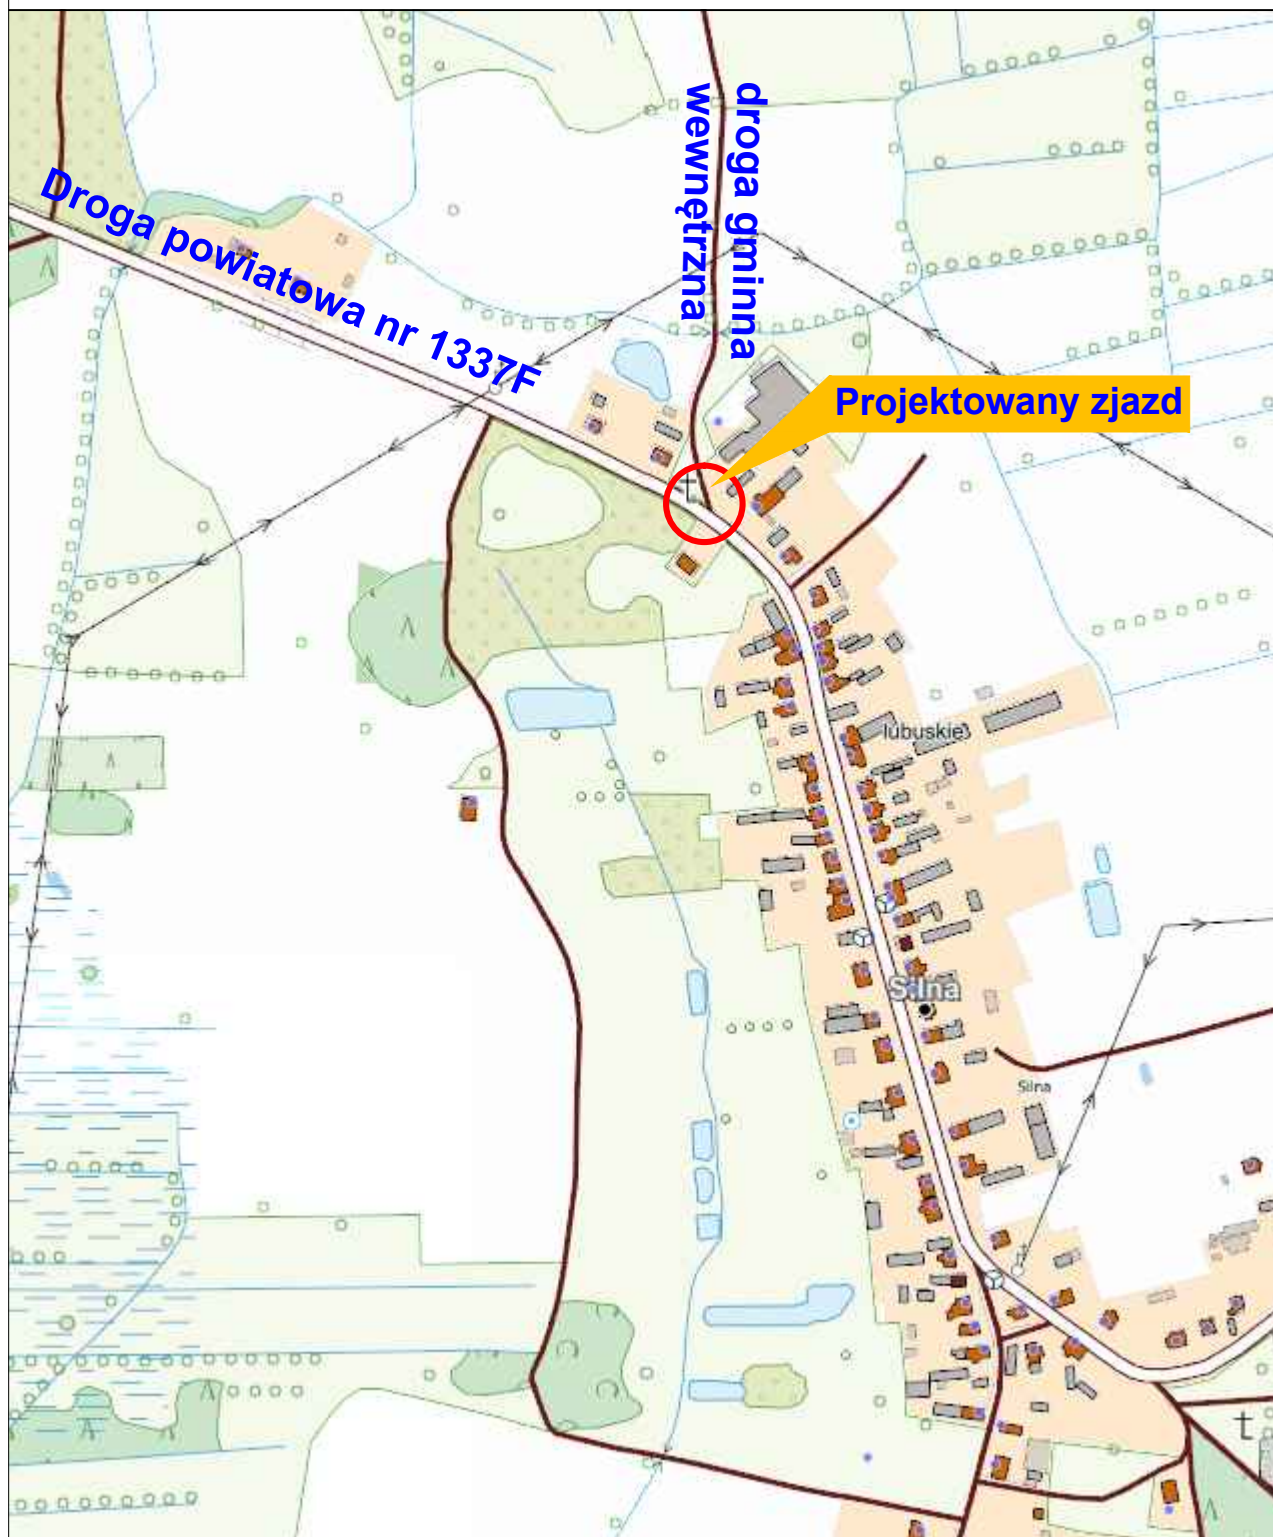 droga gminna
wewnętrzna
Droga powiatowa nr 1337F
Projektowany zjazd
lubuskie
Silna
Silna